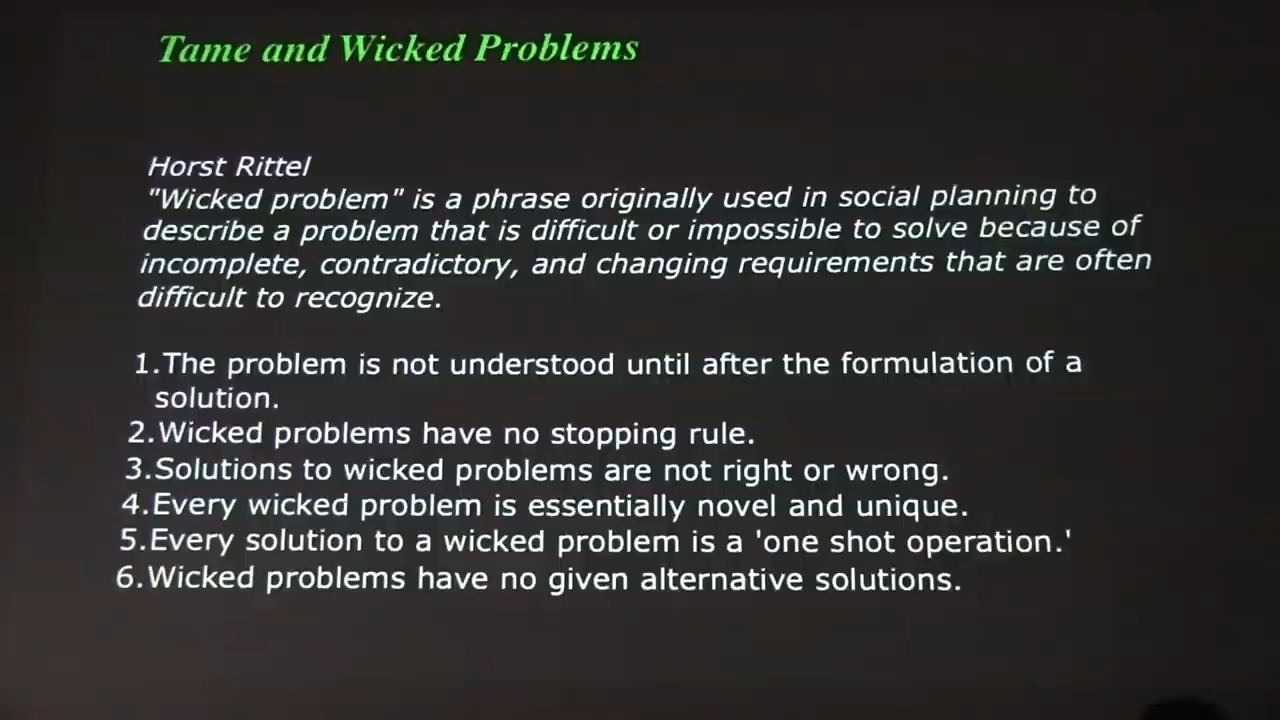 Tame and Wicked Problems
Horst Rittel
"Wicked problem" is a phrase originally used in social planning to
describe a problem that is difficult or impossible to solve because of
incomplete, contradictory, and changing requirements that are often
difficult to recognize.
1.The problem is not understood until after the formulation of a
solution.
2.Wicked problems have no stopping rule.
3.Solutions to wicked problems are not right or wrong.
4.Every wicked problem is essentially novel and unique.
5.Every solution to a wicked problem is a 'one shot operation.'
6.Wicked problems have no given alternative solutions.